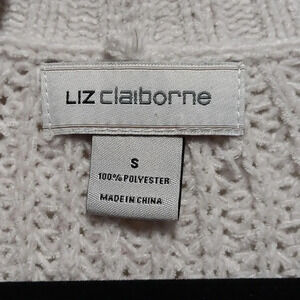 LIZ claiborne
S
100% POLYESTER
MADE IN CHINA